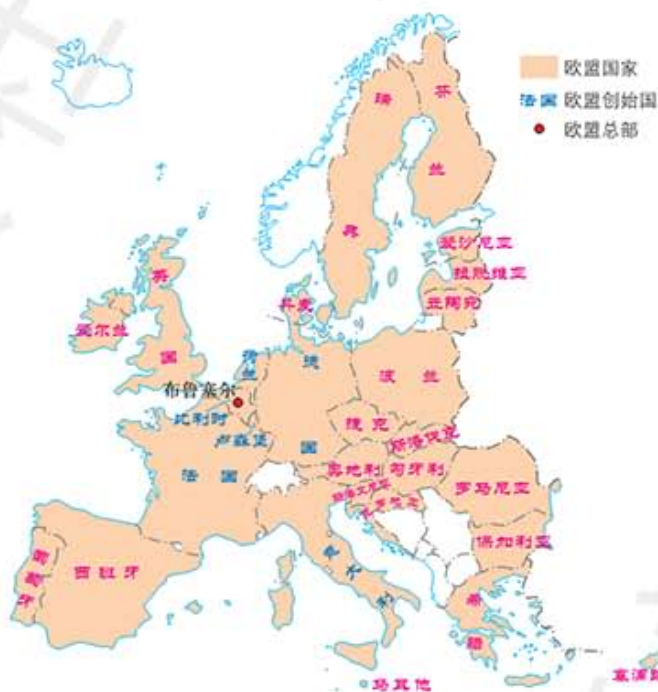 欧盟国家
法国 欧盟创始国
欧盟总部
瑞典
芬兰
爱沙尼亚
拉脱维亚
立陶宛
英国
爱尔兰
丹麦
荷兰
德国
波兰
布鲁塞尔
比利时
卢森堡
捷克
斯洛伐克
奥地利
匈牙利
法国
斯洛文尼亚
克罗地亚
罗马尼亚
保加利亚
意大利
西班牙
葡萄牙
希腊
马耳他
塞浦路